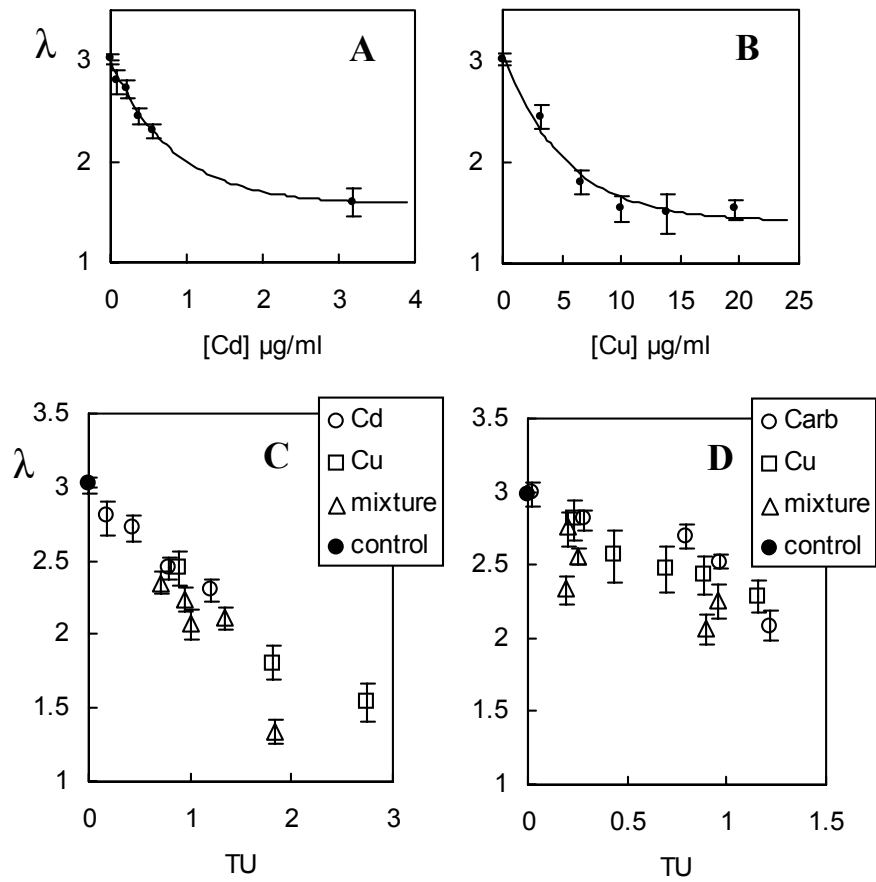 λ
A
3
2
1
0 1 2 3 4
[Cd] µg/ml
B
3
2
1
0 5 10 15 20 25
[Cu] µg/ml
λ
C
3.5
3
2.5
2
1.5
1
0 1 2 3
TU
Cd
Cu
mixture
control
D
3.5
3
2.5
2
1.5
1
0 0.5 1 1.5
TU
Carb
Cu
mixture
control